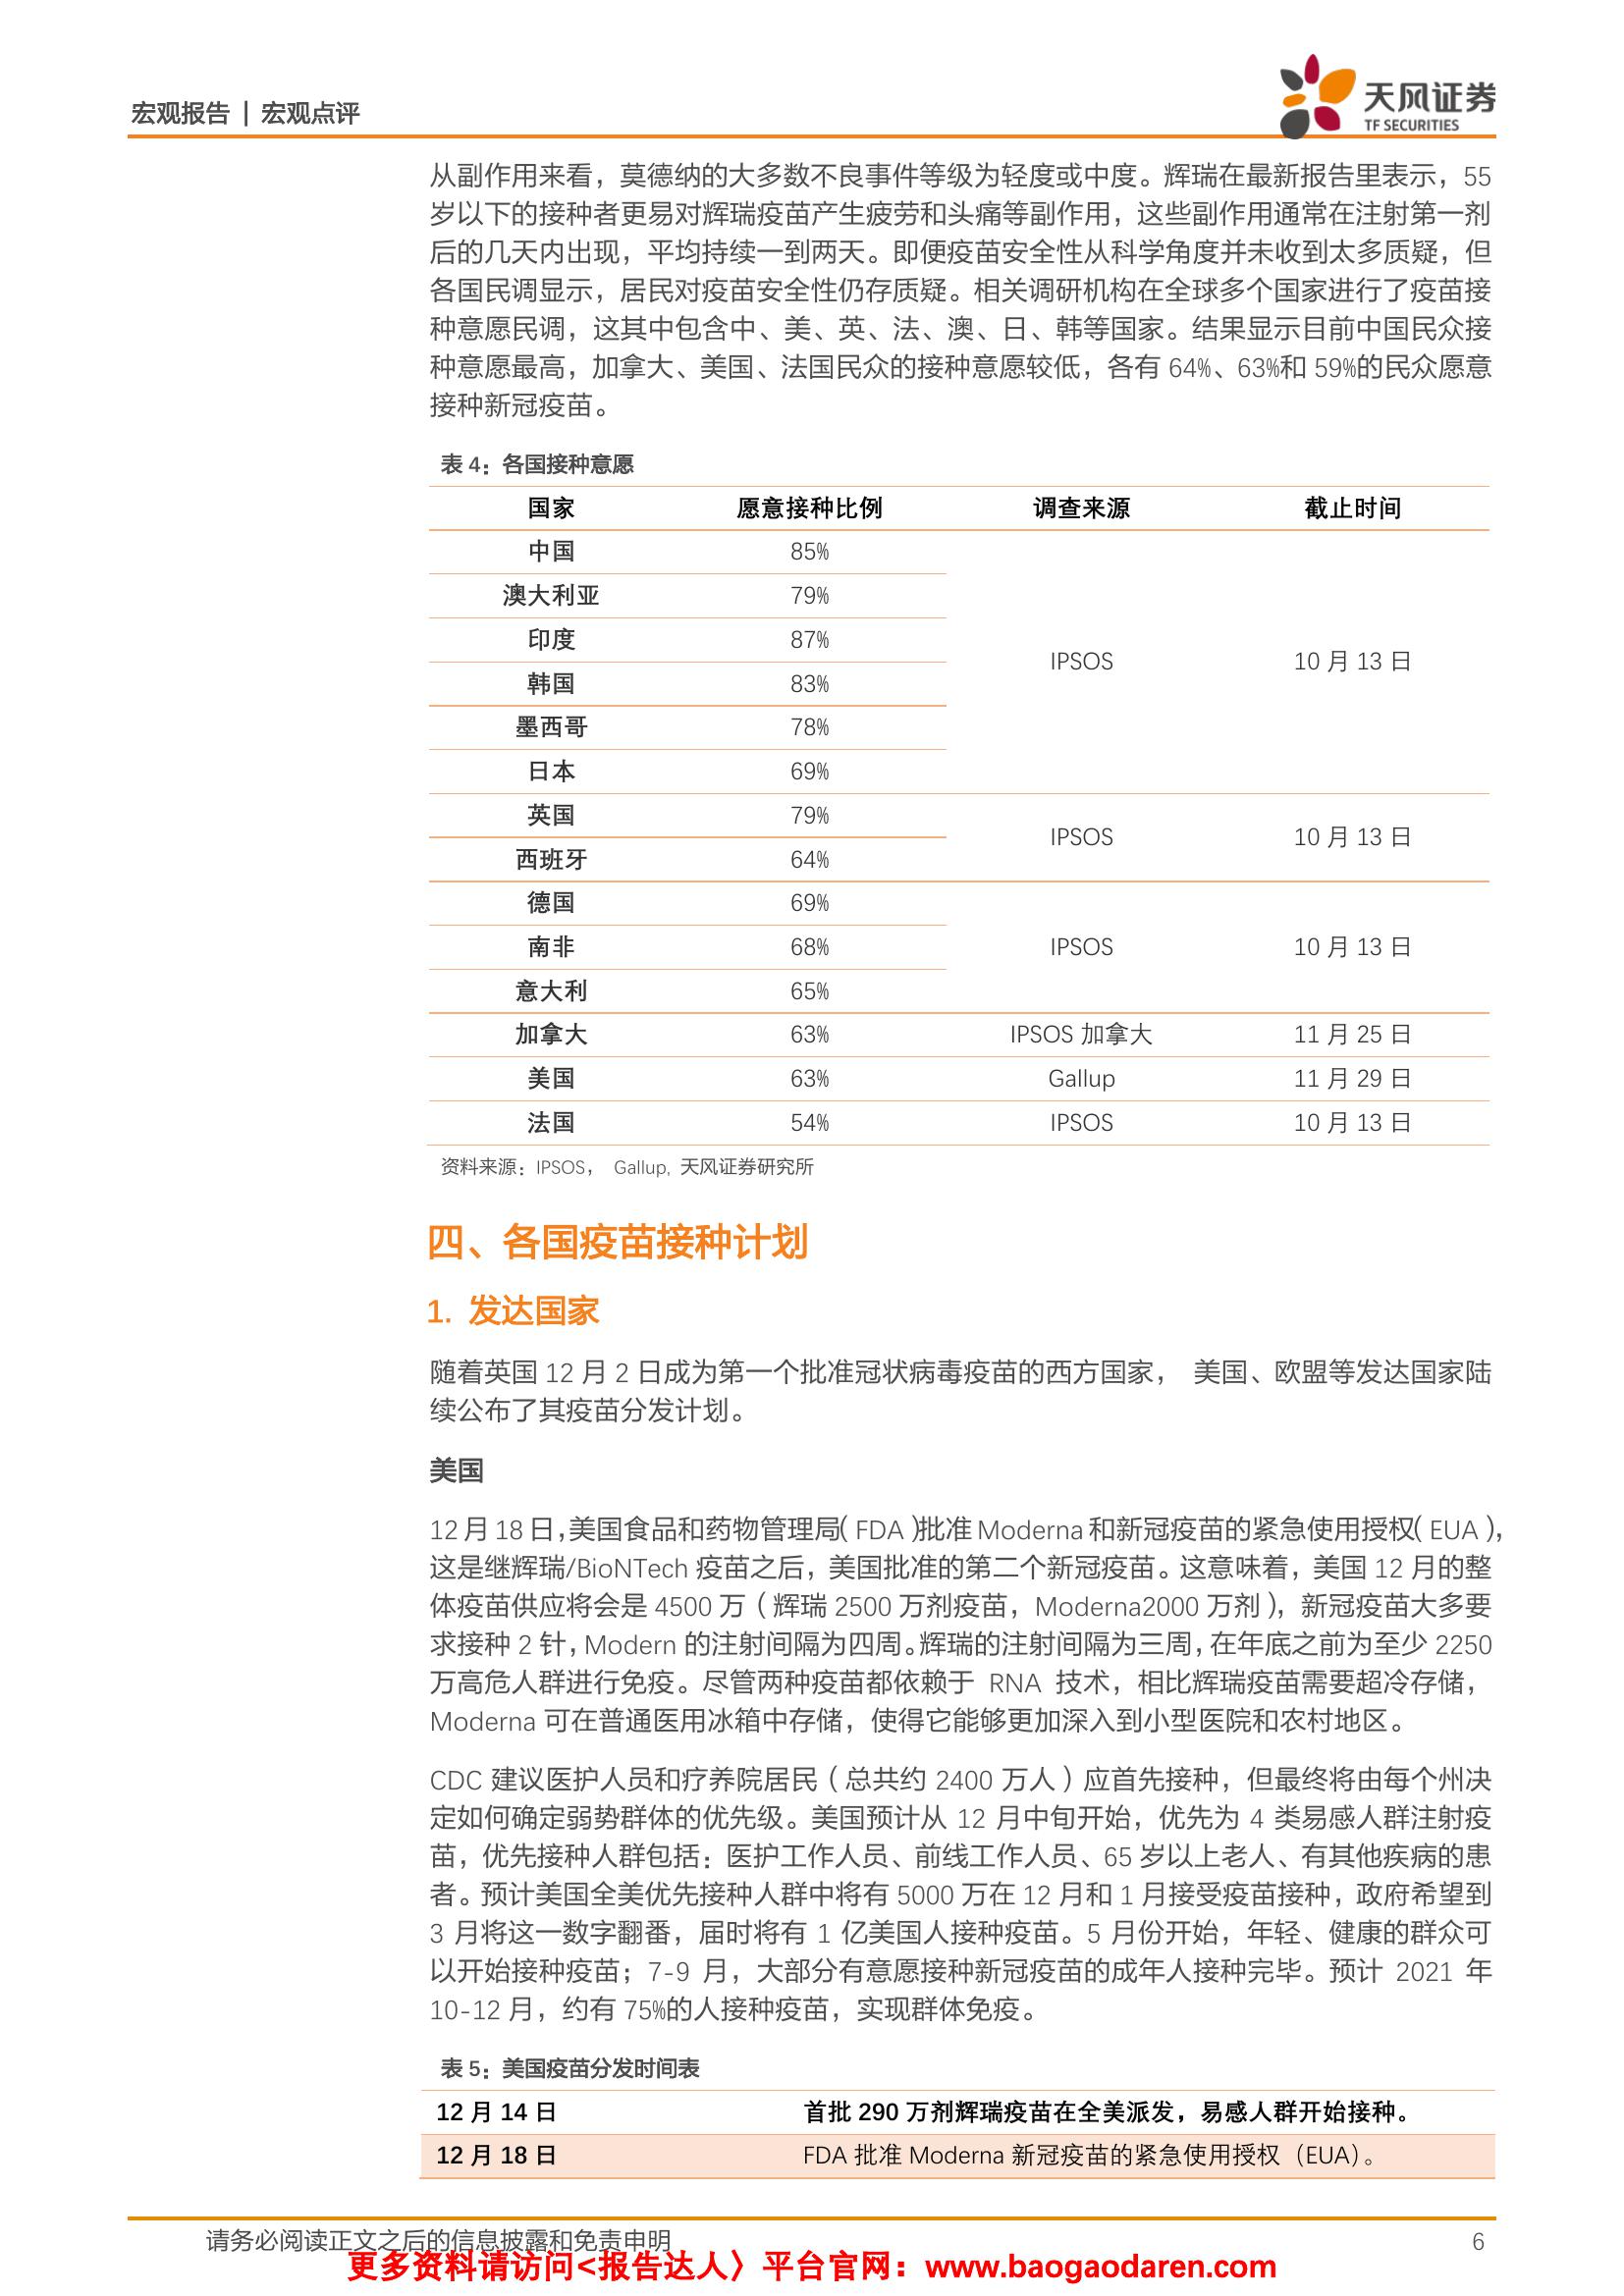 宏观报告 | 宏观点评
天风证券
TF SECURITIES
从副作用来看，莫德纳的大多数不良事件等级为轻度或中度。辉瑞在最新报告里表示，55
岁以下的接种者更易对辉瑞疫苗产生疲劳和头痛等副作用，这些副作用通常在注射第一剂
后的几天内出现，平均持续一到两天。即便疫苗安全性从科学角度并未收到太多质疑，但
各国民调显示，居民对疫苗安全性仍存质疑。相关调研机构在全球多个国家进行了疫苗接
种意愿民调，这其中包含中、美、英、法、澳、日、韩等国家。结果显示目前中国民众接
种意愿最高，加拿大、美国、法国民众的接种意愿较低，各有 64%、63%和 59%的民众愿意
接种新冠疫苗。
表 4：各国接种意愿
国家 愿意接种比例 调查来源 截止时间
中国 85%
澳大利亚 79%
印度 87%
IPSOS 10 月 13 日
韩国 83%
墨西哥 78%
日本 69%
英国 79%
IPSOS 10 月 13 日
西班牙 64%
德国 69%
南非 68% IPSOS 10 月 13 日
意大利 65%
加拿大 63% IPSOS 加拿大 11 月 25 日
美国 63% Gallup 11 月 29 日
法国 54% IPSOS 10 月 13 日
资料来源：IPSOS， Gallup, 天风证券研究所
四、各国疫苗接种计划
1. 发达国家
随着英国 12 月 2 日成为第一个批准冠状病毒疫苗的西方国家， 美国、欧盟等发达国家陆
续公布了其疫苗分发计划。
美国
12 月 18 日，美国食品和药物管理局（FDA）批准 Moderna 和新冠疫苗的紧急使用授权（EUA），
这是继辉瑞/BioNTech 疫苗之后，美国批准的第二个新冠疫苗。这意味着，美国 12 月的整
体疫苗供应将会是 4500 万（辉瑞 2500 万剂疫苗，Moderna2000 万剂），新冠疫苗大多要
求接种 2 针，Modern 的注射间隔为四周。辉瑞的注射间隔为三周，在年底之前为至少 2250
万高危人群进行免疫。尽管两种疫苗都依赖于 RNA 技术，相比辉瑞疫苗需要超冷存储，
Moderna 可在普通医用冰箱中存储，使得它能够更加深入到小型医院和农村地区。
CDC 建议医护人员和疗养院居民（总共约 2400 万人）应首先接种，但最终将由每个州决
定如何确定弱势群体的优先级。美国预计从 12 月中旬开始，优先为 4 类易感人群注射疫
苗，优先接种人群包括：医护工作人员、前线工作人员、65 岁以上老人、有其他疾病的患
者。预计美国全美优先接种人群中将有 5000 万在 12 月和 1 月接受疫苗接种，政府希望到
3 月将这一数字翻番，届时将有 1 亿美国人接种疫苗。5 月份开始，年轻、健康的群众可
以开始接种疫苗；7-9 月，大部分有意愿接种新冠疫苗的成年人接种完毕。预计 2021 年
10-12 月，约有 75%的人接种疫苗，实现群体免疫。
表 5：美国疫苗分发时间表
12 月 14 日 首批 290 万剂辉瑞疫苗在全美派发，易感人群开始接种。
12 月 18 日 FDA 批准 Moderna 新冠疫苗的紧急使用授权（EUA）。
请务必阅读正文之后的信息披露和免责申明 6
更多资料请访问<报告达人〉平台官网：www.baogaodaren.com